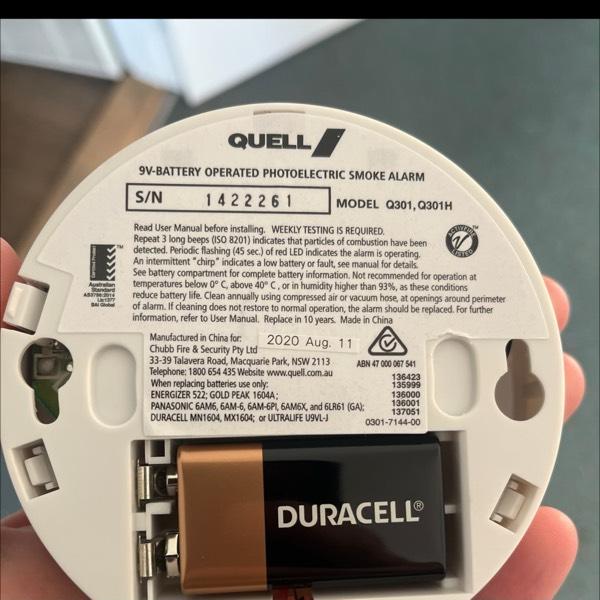 QUELL
9V-BATTERY OPERATED PHOTOELECTRIC SMOKE ALARM
S/N 1422261 MODEL Q301, Q301H
Read User Manual before installing. WEEKLY TESTING IS REQUIRED.
Repeat 3 long beeps (ISO 8201) indicates that particles of combustion have been
detected. Periodic flashing (45 sec.) of red LED indicates the alarm is operating.
An intermittent "chirp" indicates a low battery or fault, see manual for details.
See battery compartment for complete battery information. Not recommended for operation at
temperatures below 0° C, above 40° C, or in humidity higher than 93%, as these conditions
reduce battery life. Clean annually using compressed air or vacuum hose, at openings around perimeter
of alarm. If cleaning does not restore to normal operation, the alarm should be replaced. For further
information, refer to User Manual. Replace in 10 years. Made in China
Certified Product
TM
Australian
Standard
AS3786:2014
Lic1377
SAI Global
ACTIVFIRE
LISTED
Manufactured in China for: 2020 Aug. 11
Chubb Fire & Security Pty Ltd
33-39 Talavera Road, Macquarie Park, NSW 2113
Telephone: 1800 654 435 Website www.quell.com.au
ABN 47 000 067 541
When replacing batteries use only:
ENERGIZER 522; GOLD PEAK 1604A;
PANASONIC 6AM6, 6AM-6, 6AM-6PI, 6AM6X, and 6LR61 (GA);
DURACELL MN1604, MX1604; or ULTRALIFE U9VL-J
136423
135999
136000
136001
137051
0301-7144-00
DURACELL®